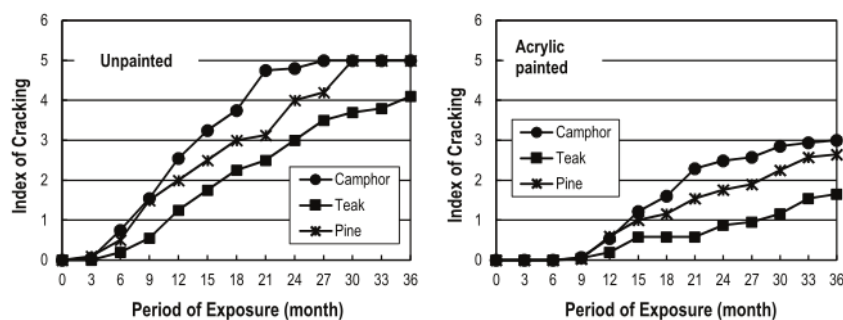 Unpainted
Index of Cracking
6
5
4
3
2
1
0
0 3 6 9 12 15 18 21 24 27 30 33 36
Period of Exposure (month)
Camphor
Teak
Pine
Acrylic
painted
Index of Cracking
6
5
4
3
2
1
0
0 3 6 9 12 15 18 21 24 27 30 33 36
Period of Exposure (month)
Camphor
Teak
Pine